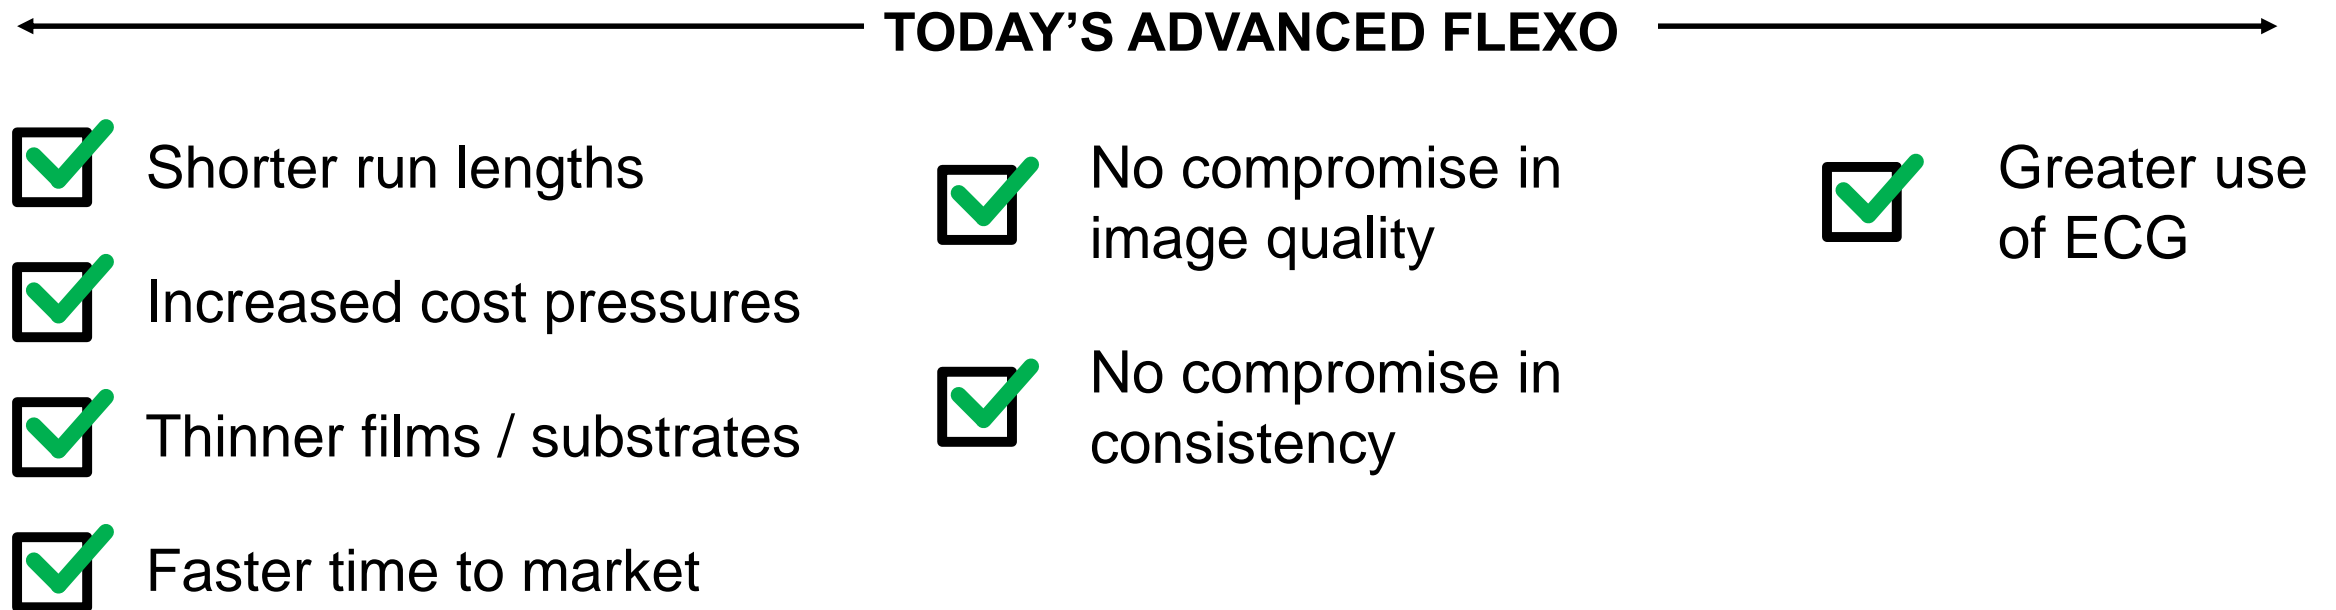 TODAY’S ADVANCED FLEXO
Shorter run lengths
Increased cost pressures
Thinner films / substrates
Faster time to market
No compromise in
image quality
No compromise in
consistency
Greater use
of ECG